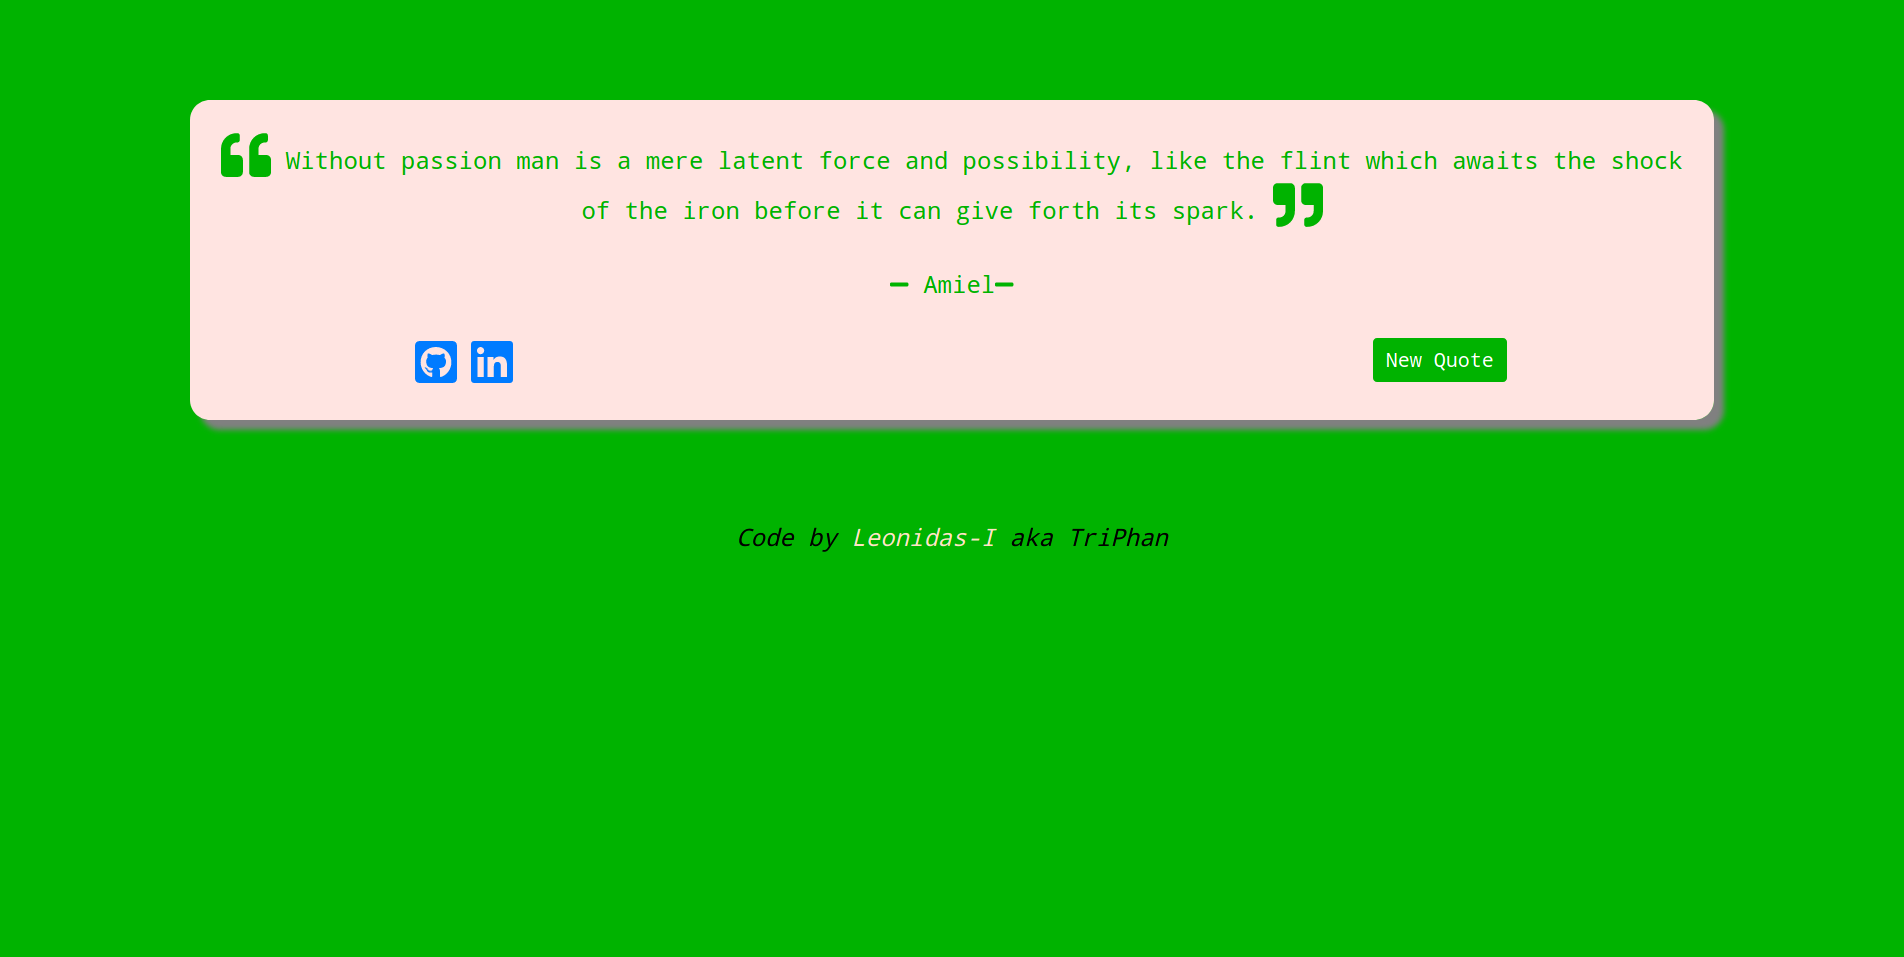 ❝ Without passion man is a mere latent force and possibility, like the flint which awaits the shock
of the iron before it can give forth its spark. ❞
— Amiel—
in New Quote
Code by Leonidas-I aka TriPhan